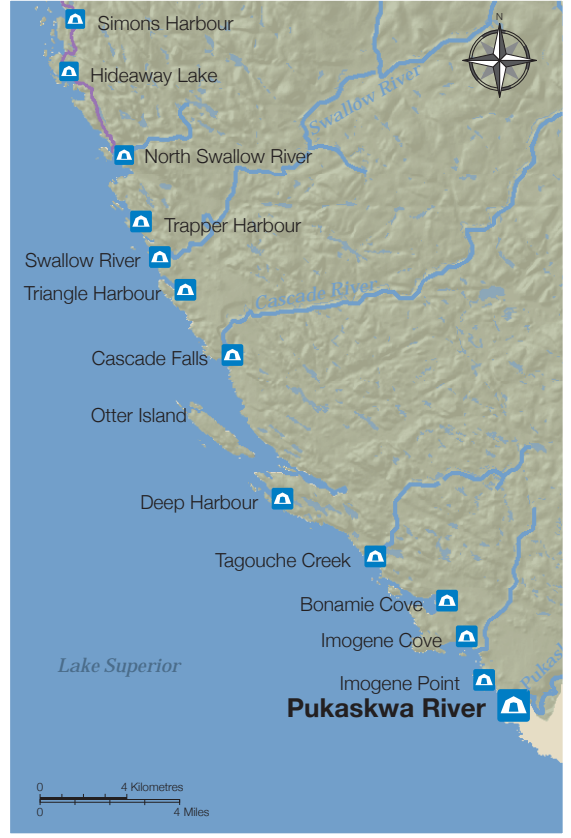 N
Simons Harbour
Hideaway Lake
Swallow River
North Swallow River
Trapper Harbour
Swallow River
Triangle Harbour
Cascade River
Cascade Falls
Otter Island
Deep Harbour
Tagouche Creek
Bonamie Cove
Imogene Cove
Lake Superior
Imogene Point
Pukask
Pukaskwa River
0 4 Kilometres
0 4 Miles